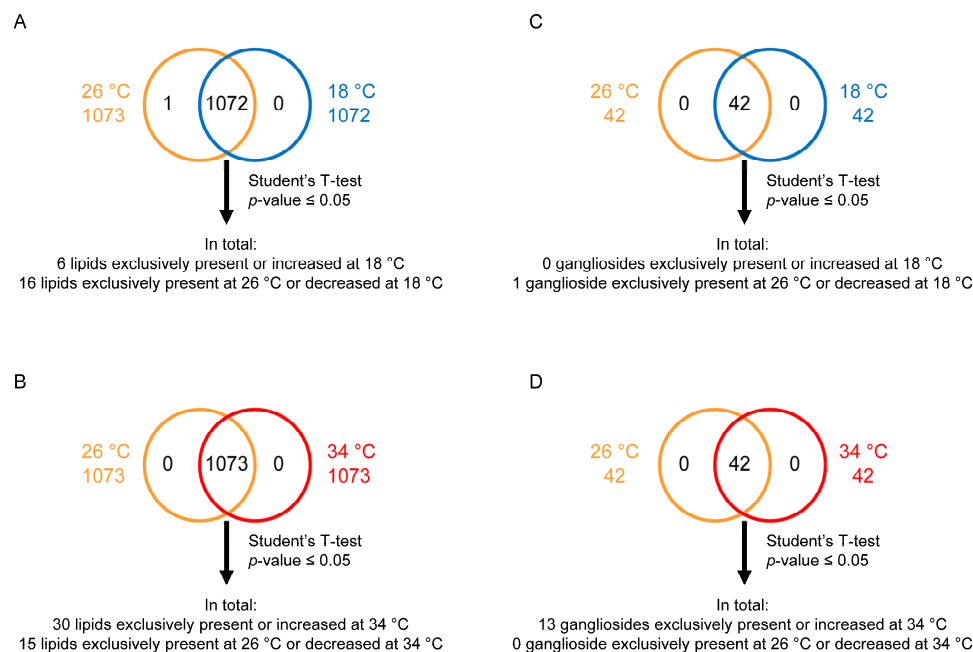 A
26 °C
1073
1
1072
0
18 °C
1072
Student's T-test
p-value ≤ 0.05
In total:
6 lipids exclusively present or increased at 18 °C
16 lipids exclusively present at 26 °C or decreased at 18 °C
C
26 °C
42
0
42
0
18 °C
42
Student's T-test
p-value ≤ 0.05
In total:
0 gangliosides exclusively present or increased at 18 °C
1 ganglioside exclusively present at 26 °C or decreased at 18 °C
B
26 °C
1073
0
1073
0
34 °C
1073
Student's T-test
p-value ≤ 0.05
In total:
30 lipids exclusively present or increased at 34 °C
15 lipids exclusively present at 26 °C or decreased at 34 °C
D
26 °C
42
0
42
0
34 °C
42
Student's T-test
p-value ≤ 0.05
In total:
13 gangliosides exclusively present or increased at 34 °C
0 ganglioside exclusively present at 26 °C or decreased at 34 °C